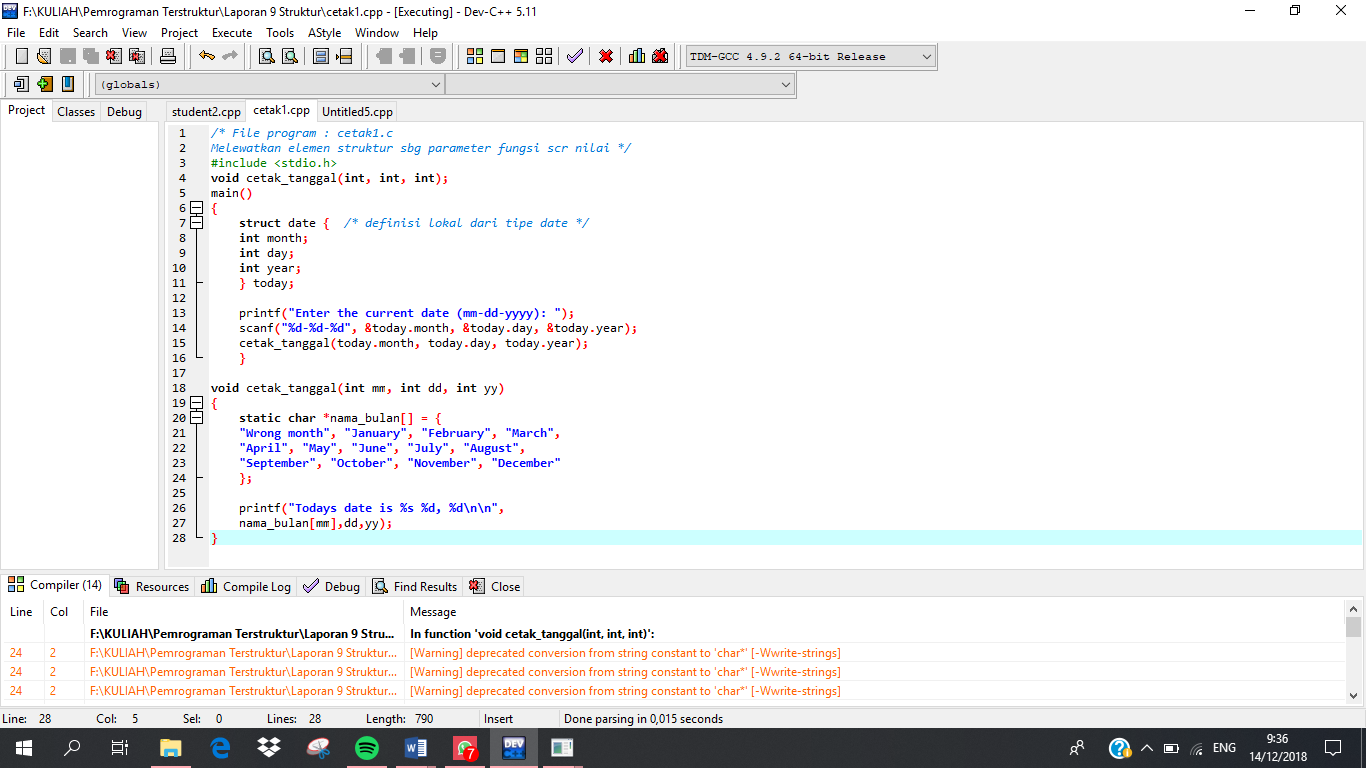 F:\KULIAH\Pemrograman Terstruktur\Laporan 9 Struktur\cetak1.cpp - [Executing] - Dev-C++ 5.11
File Edit Search View Project Execute Tools AStyle Window Help
TDM-GCC 4.9.2 64-bit Release
(globals)
Project Classes Debug student2.cpp cetak1.cpp Untitled5.cpp
1 /* File program : cetak1.c
2 Melewatkan elemen struktur sbg parameter fungsi scr nilai */
3 #include <stdio.h>
4 void cetak_tanggal(int, int, int);
5 main()
6 {
7 struct date { /* definisi lokal dari tipe date */
8 int month;
9 int day;
10 int year;
11 } today;
12
13 printf("Enter the current date (mm-dd-yyyy): ");
14 scanf("%d-%d-%d", &today.month, &today.day, &today.year);
15 cetak_tanggal(today.month, today.day, today.year);
16 }
17
18 void cetak_tanggal(int mm, int dd, int yy)
19 {
20 static char *nama_bulan[] = {
21 "Wrong month", "January", "February", "March",
22 "April", "May", "June", "July", "August",
23 "September", "October", "November", "December"
24 };
25
26 printf("Todays date is %s %d, %d\n\n",
27 nama_bulan[mm],dd,yy);
28 }
Compiler (14) Resources Compile Log Debug Find Results Close
Line Col File Message
F:\KULIAH\Pemrograman Terstruktur\Laporan 9 Stru... In function 'void cetak_tanggal(int, int, int)':
24 2 F:\KULIAH\Pemrograman Terstruktur\Laporan 9 Struktur... [Warning] deprecated conversion from string constant to 'char*' [-Wwrite-strings]
24 2 F:\KULIAH\Pemrograman Terstruktur\Laporan 9 Struktur... [Warning] deprecated conversion from string constant to 'char*' [-Wwrite-strings]
24 2 F:\KULIAH\Pemrograman Terstruktur\Laporan 9 Struktur... [Warning] deprecated conversion from string constant to 'char*' [-Wwrite-strings]
Line: 28 Col: 5 Sel: 0 Lines: 28 Length: 790 Insert Done parsing in 0,015 seconds
7 DEV ENG 9:36
14/12/2018